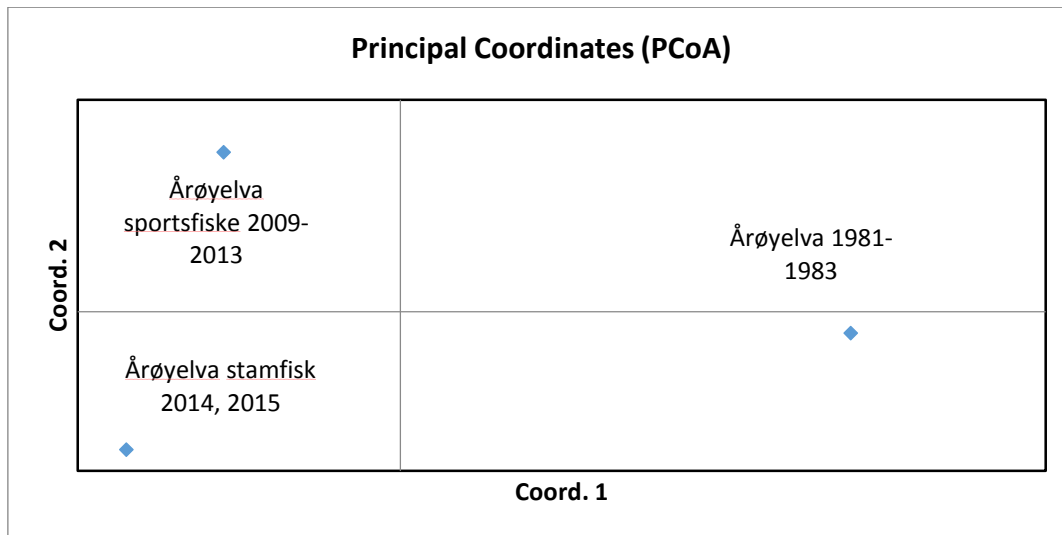 Principal Coordinates (PCoA)
Årøyelva
sportsfiske 2009-
2013
Årøyelva 1981-
1983
Årøyelva stamfisk
2014, 2015
Coord. 2
Coord. 1